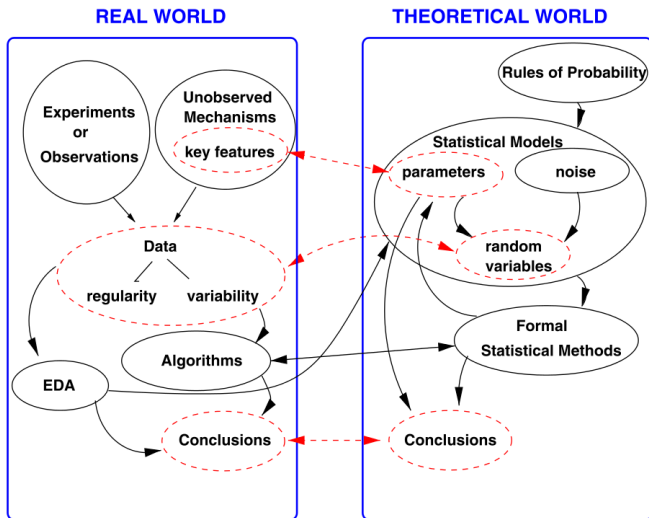 REAL WORLD
THEORETICAL WORLD
Experiments
or
Observations
Unobserved
Mechanisms
key features
Data
regularity
variability
Algorithms
EDA
Conclusions
Rules of Probability
Statistical Models
parameters
noise
random
variables
Formal
Statistical Methods
Conclusions